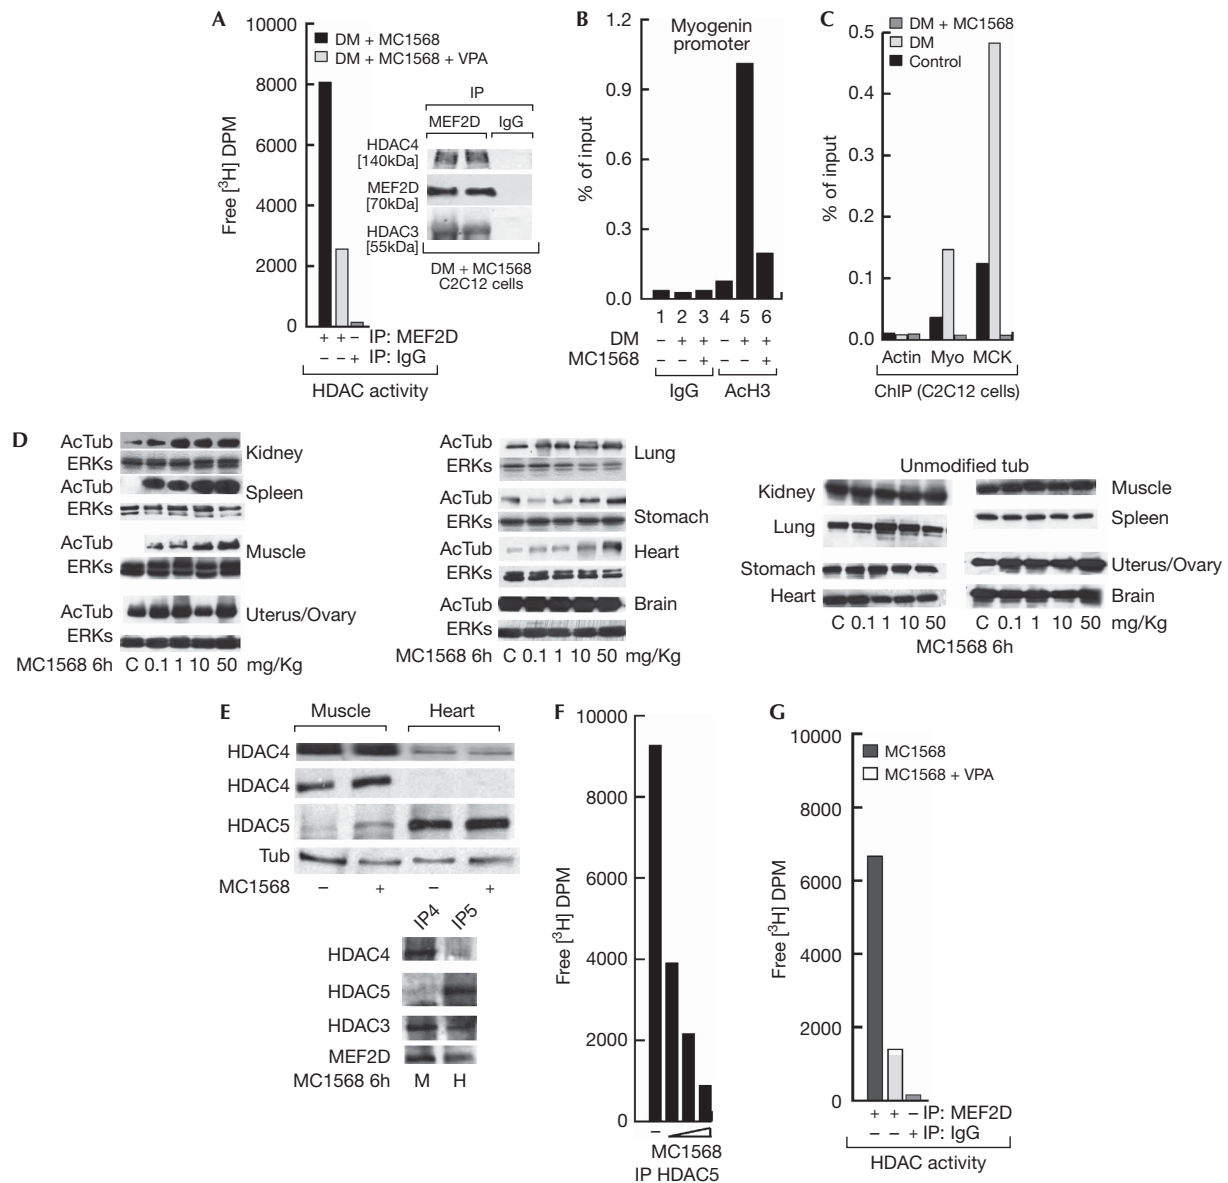 A
10000
8000
6000
4000
2000
0
Free [³H] DPM
DM + MC1568
DM + MC1568 + VPA
IP
MEF2D IgG
HDAC4
[140kDa]
MEF2D
[70kDa]
HDAC3
[55kDa]
DM + MC1568
C2C12 cells
+ + – IP: MEF2D
– – + IP: IgG
HDAC activity
B
1.2
0.9
0.6
0.3
0.0
% of input
Myogenin
promoter
1 2 3 4 5 6
DM – + + – + +
MC1568 – – + – – +
IgG AcH3
C
DM + MC1568
DM
Control
0.5
0.4
0.3
0.2
0.1
0.0
% of input
Actin Myo MCK
ChIP (C2C12 cells)
D
AcTub
ERKs
Kidney
AcTub
ERKs
Spleen
AcTub
ERKs
Muscle
AcTub
ERKs
Uterus/Ovary
MC1568 6h C 0.1 1 10 50 mg/Kg
AcTub
ERKs
Lung
AcTub
ERKs
Stomach
AcTub
ERKs
Heart
AcTub
ERKs
Brain
MC1568 6h C 0.1 1 10 50 mg/Kg
Unmodified tub
Kidney
Lung
Stomach
Heart
Muscle
Spleen
Uterus/Ovary
Brain
C 0.1 1 10 50 C 0.1 1 10 50 mg/Kg
MC1568 6h
E
Muscle Heart
HDAC4
HDAC4
HDAC5
Tub
MC1568 – + – +
IP4 IP5
HDAC4
HDAC5
HDAC3
MEF2D
MC1568 6h M H
F
10000
8000
6000
4000
2000
0
Free [³H] DPM
–
MC1568
IP HDAC5
G
10000
8000
6000
4000
2000
0
Free [³H] DPM
MC1568
MC1568 + VPA
+ + – IP: MEF2D
– – + IP: IgG
HDAC activity